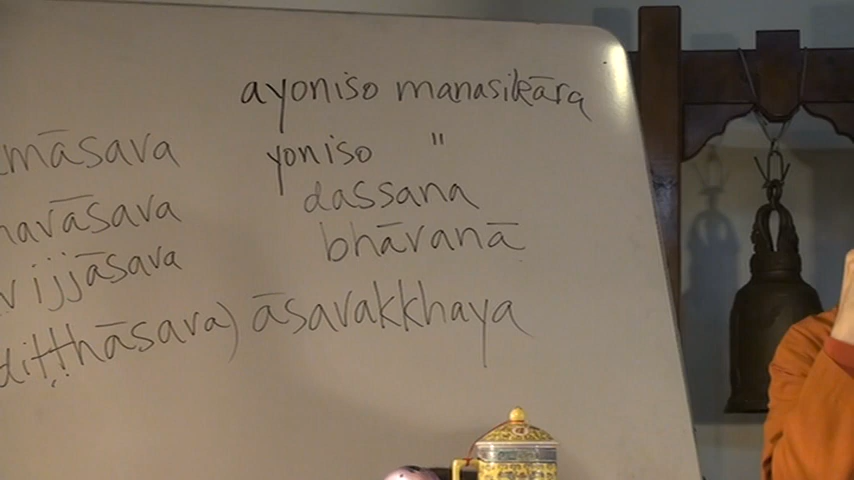 ayoniso manasikāra
māsava yoniso "
avāsava dassana
vijjāsava bhāvanā
diṭṭhāsava) āsavakkhaya